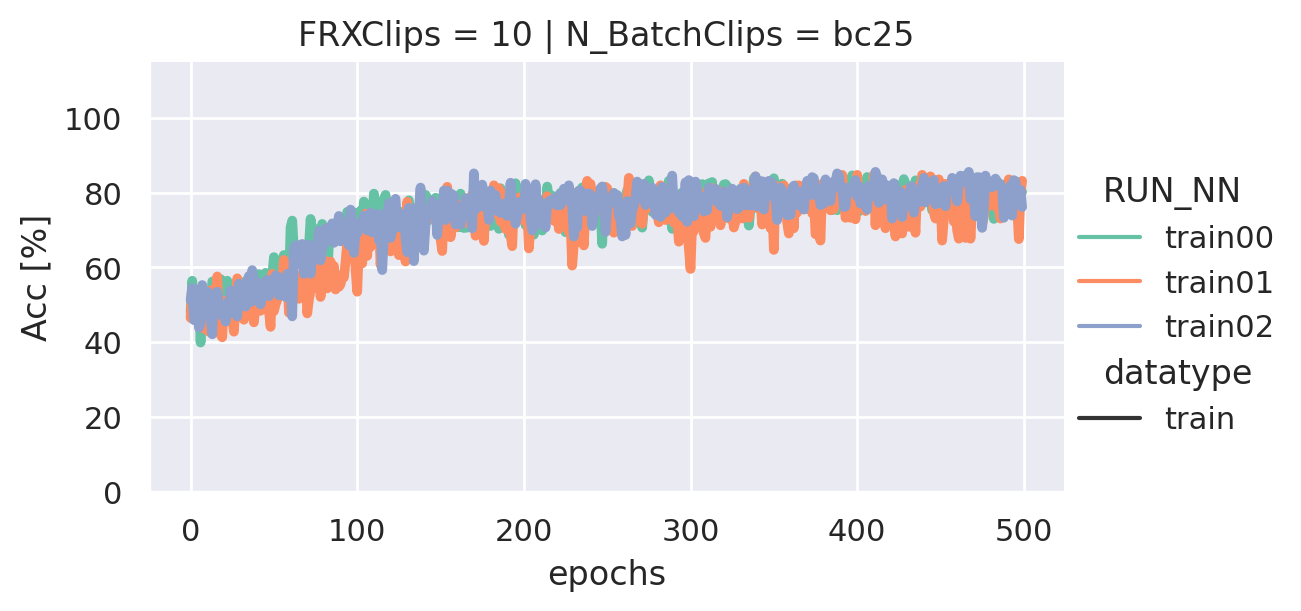 FRXClips = 10 | N_BatchClips = bc25
100
80
60
40
20
0
Acc [%]
0 100 200 300 400 500
epochs
RUN_NN
train00
train01
train02
datatype
train